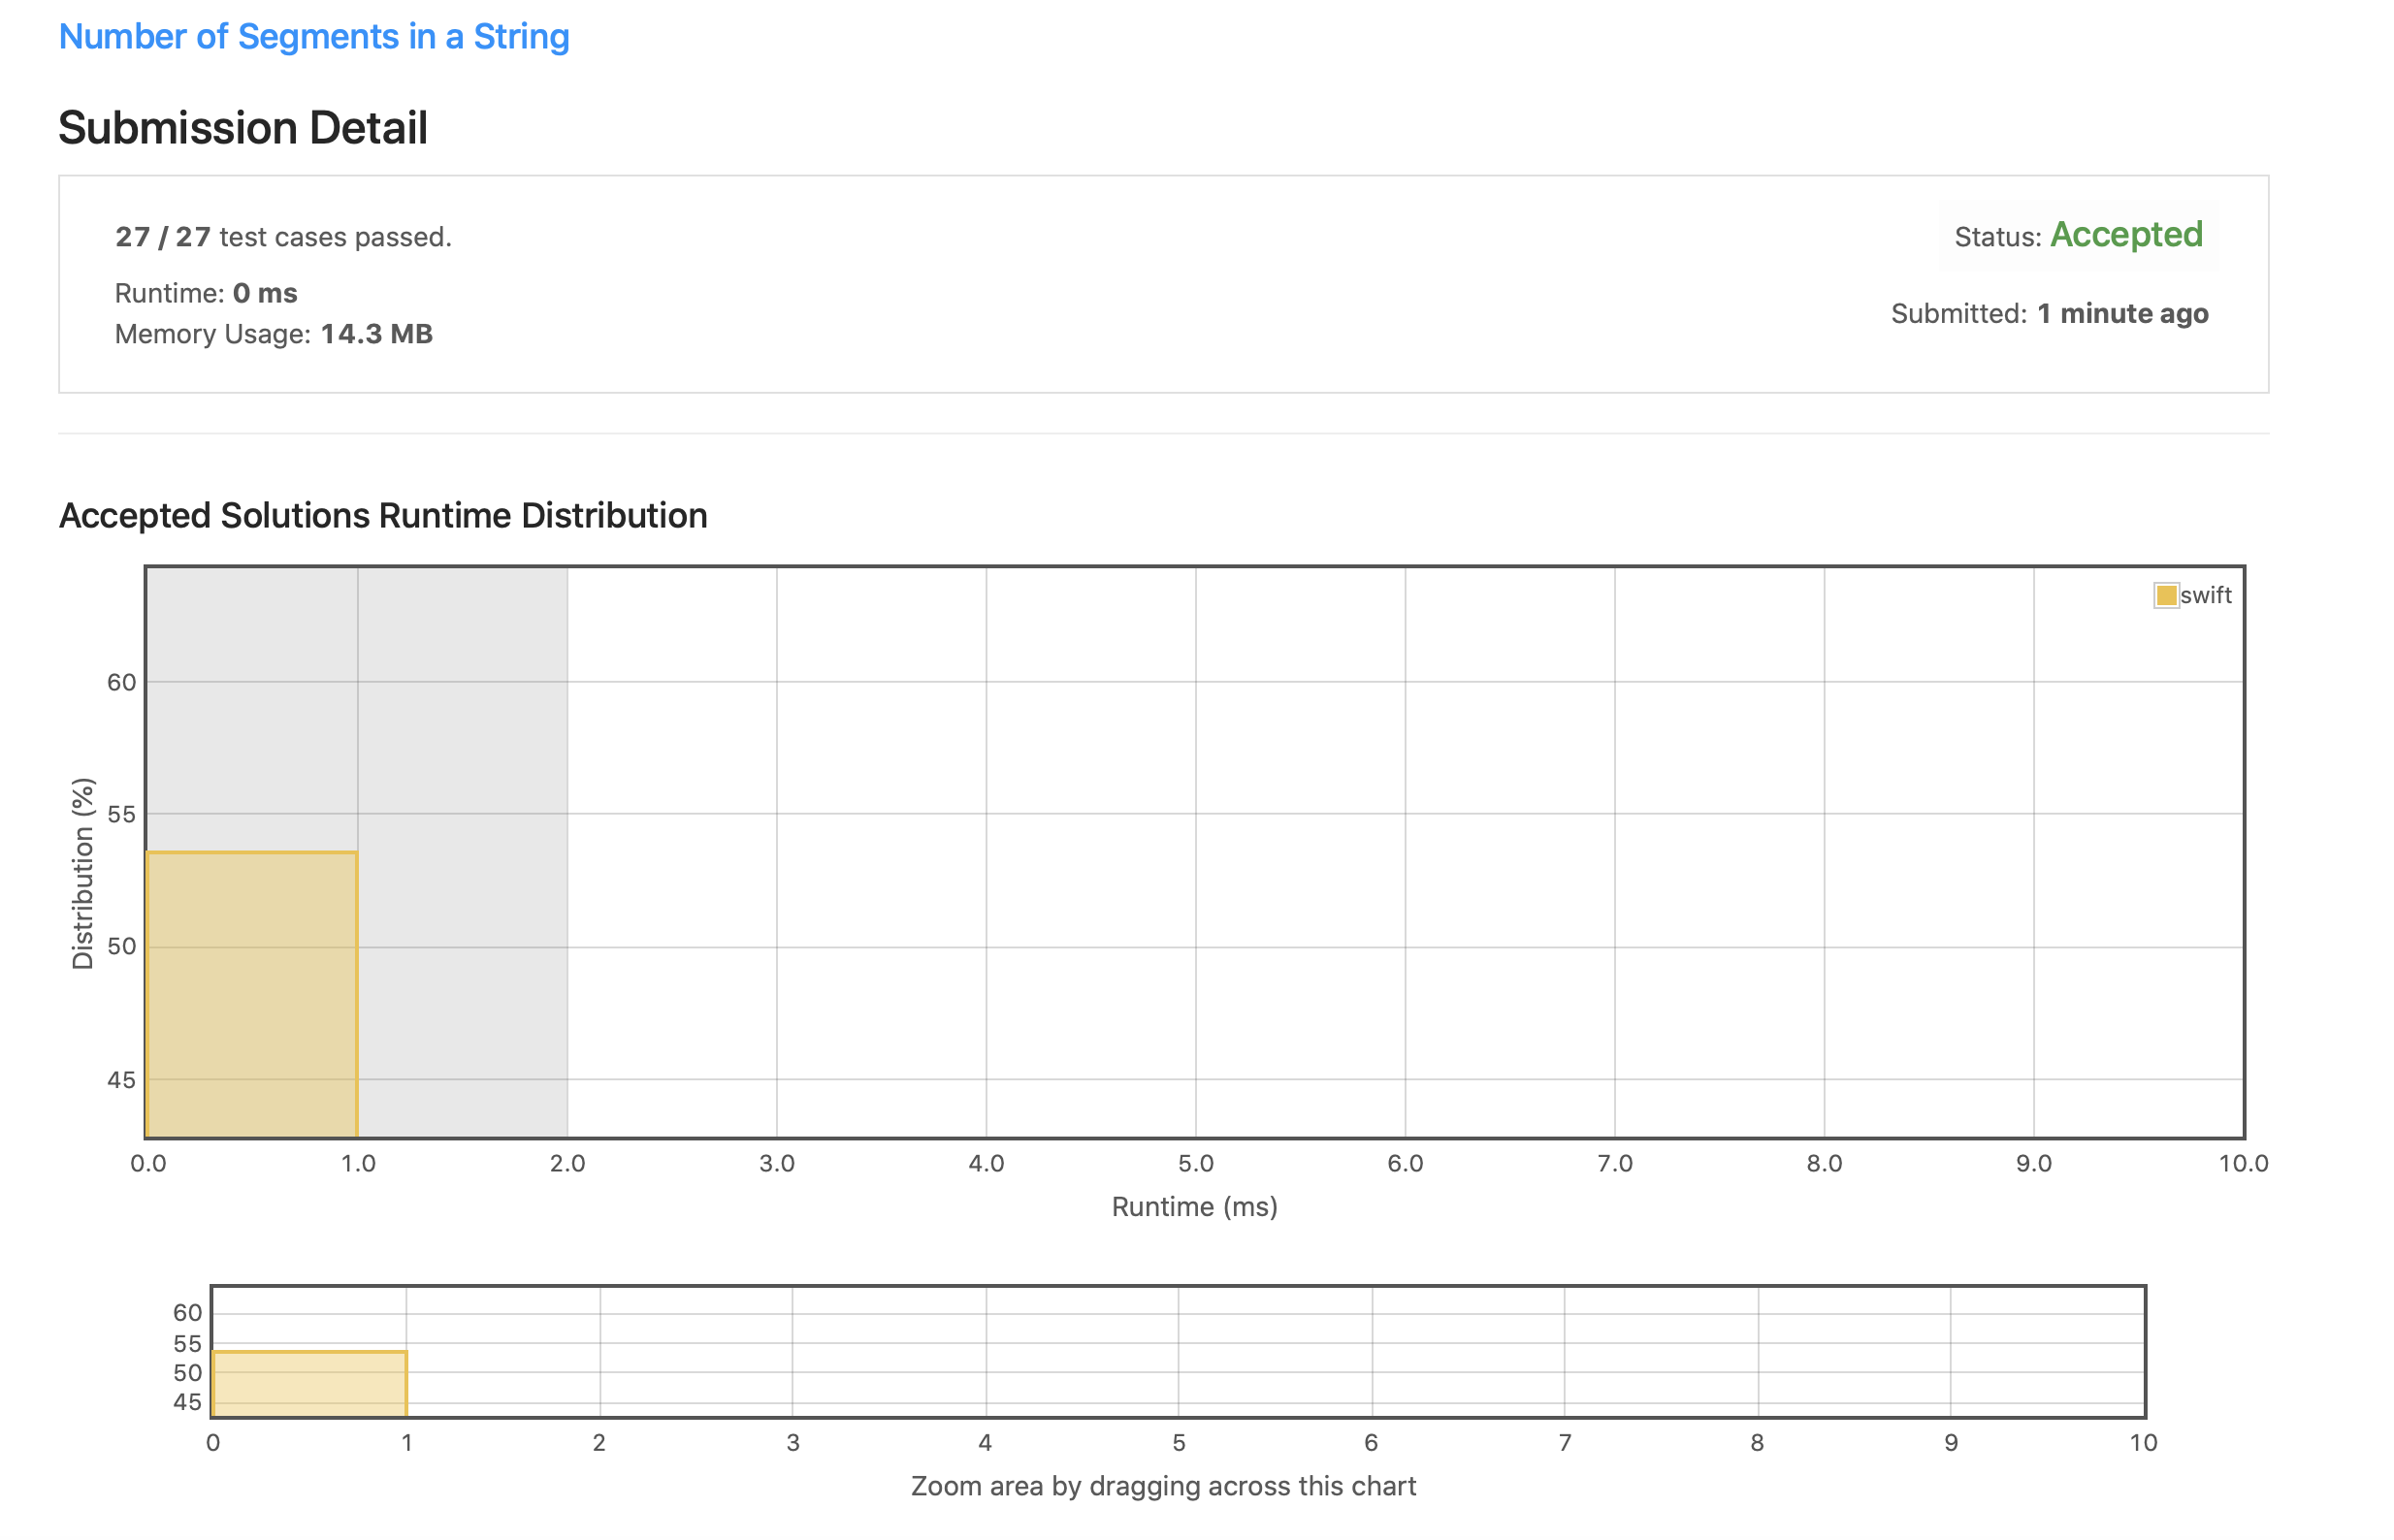 Number of Segments in a String
Submission Detail
27 / 27 test cases passed.
Status: Accepted
Runtime: 0 ms
Submitted: 1 minute ago
Memory Usage: 14.3 MB
Accepted Solutions Runtime Distribution
swift
60
55
50
45
Distribution (%)
0.0 1.0 2.0 3.0 4.0 5.0 6.0 7.0 8.0 9.0 10.0
Runtime (ms)
60
55
50
45
0 1 2 3 4 5 6 7 8 9 10
Zoom area by dragging across this chart